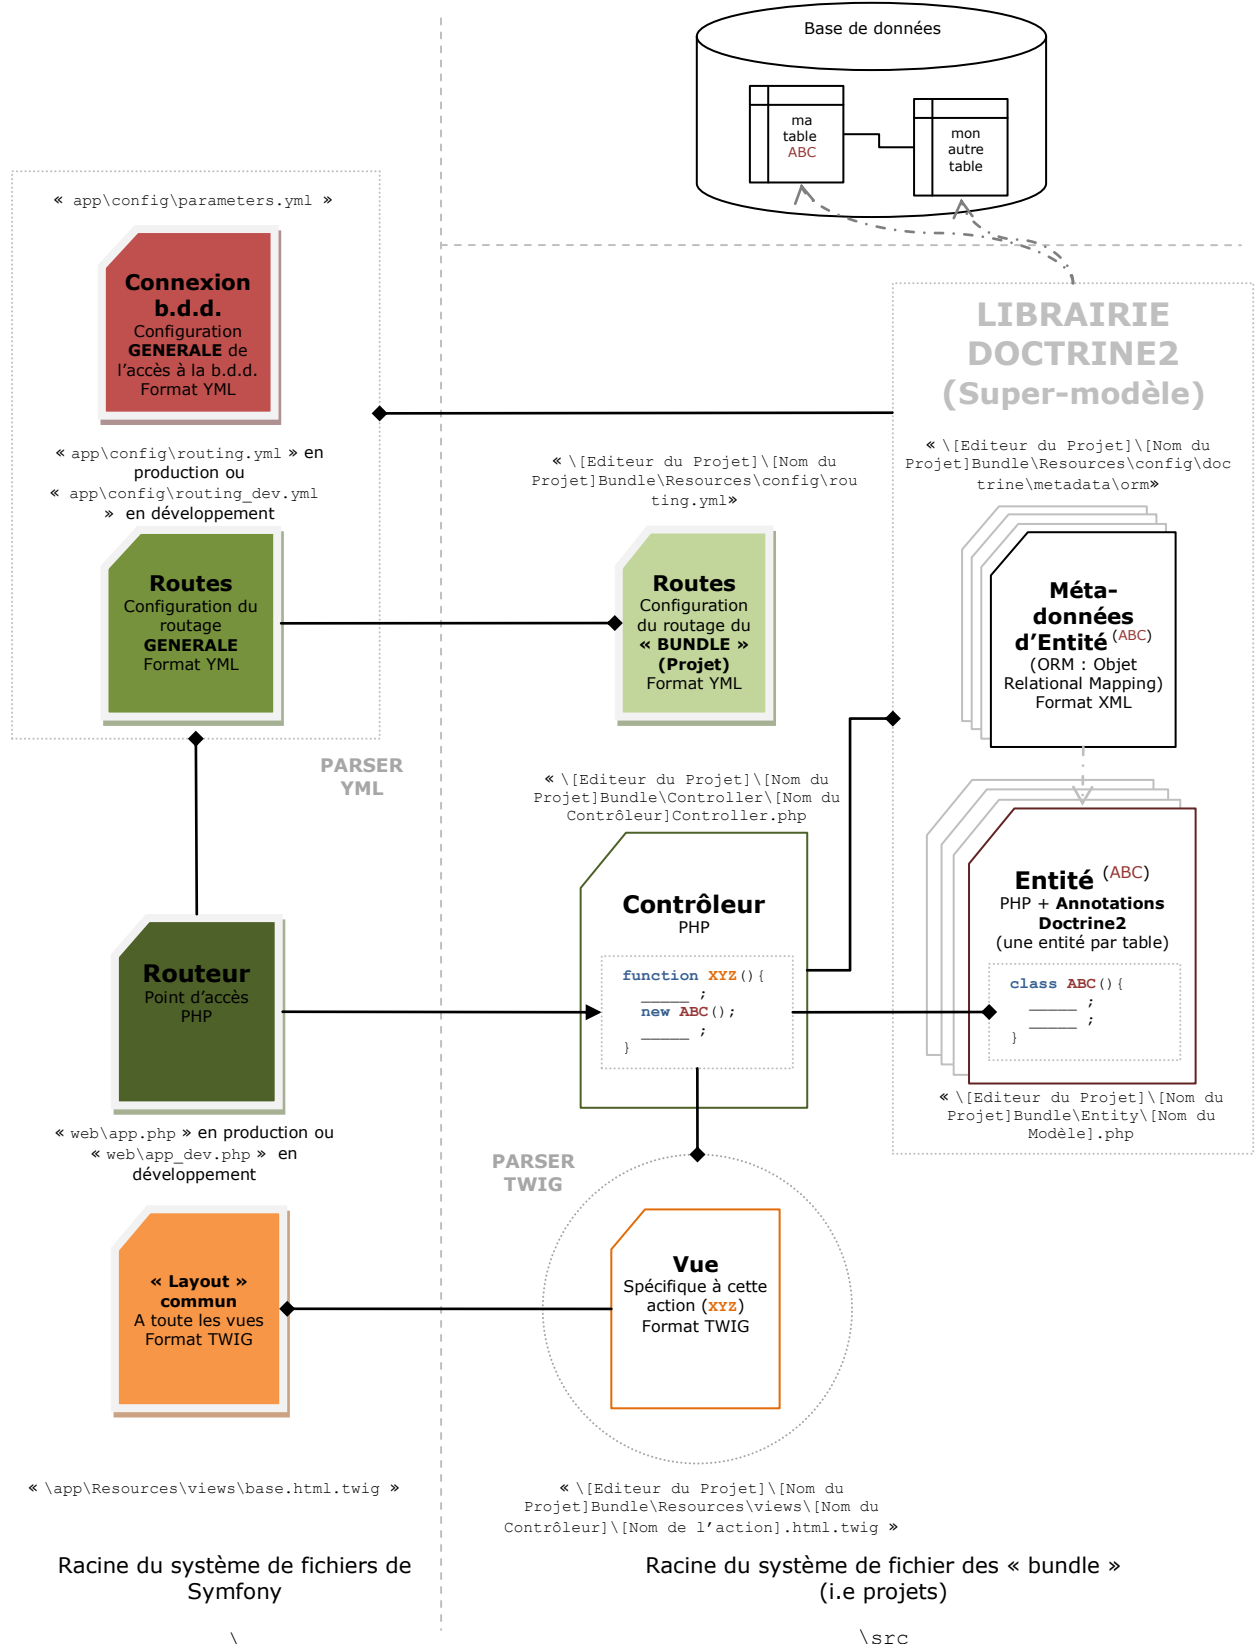 Base de données
ma
table
ABC
mon
autre
table
« app\config\parameters.yml »
Connexion
b.d.d.
Configuration
GENERALE de
l'accès à la b.d.d.
Format YML
LIBRAIRIE
DOCTRINE2
(Super-modèle)
« app\config\routing.yml » en
production ou
« app\config\routing_dev.yml
» en développement
« \[Editeur du Projet]\[Nom du
Projet]Bundle\Resources\config\rou
ting.yml»
« \[Editeur du Projet]\[Nom du
Projet]Bundle\Resources\config\doc
trine\metadata\orm»
Routes
Configuration du
routage
GENERALE
Format YML
Routes
Configuration
du routage du
« BUNDLE »
(Projet)
Format YML
Méta-
données
d'Entité (ABC)
(ORM : Objet
Relational Mapping)
Format XML
PARSER
YML
« \[Editeur du Projet]\[Nom du
Projet]Bundle\Controller\[Nom du
Contrôleur]Controller.php
Routeur
Point d'accès
PHP
Contrôleur
PHP
function XYZ(){
_____ ;
new ABC();
_____ ;
}
Entité (ABC)
PHP + Annotations
Doctrine2
(une entité par table)
class ABC(){
_____ ;
_____ ;
}
« \[Editeur du Projet]\[Nom du
Projet]Bundle\Entity\[Nom du
Modèle].php
« web\app.php » en production ou
« web\app_dev.php » en
développement
PARSER
TWIG
« Layout »
commun
A toute les vues
Format TWIG
Vue
Spécifique à cette
action (XYZ)
Format TWIG
« \app\Resources\views\base.html.twig »
« \[Editeur du Projet]\[Nom du
Projet]Bundle\Resources\views\[Nom du
Contrôleur]\[Nom de l'action].html.twig »
Racine du système de fichiers de
Symfony
\
Racine du système de fichier des « bundle »
(i.e projets)
\src